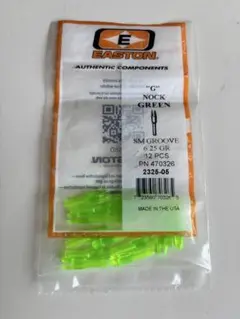 E
EASTON
AUTHENTIC COMPONENTS
"G"
NOCK
GREEN
SM GROOVE
6.25 GR
12 PCS
PN 470326
2325-05
MADE IN THE USA